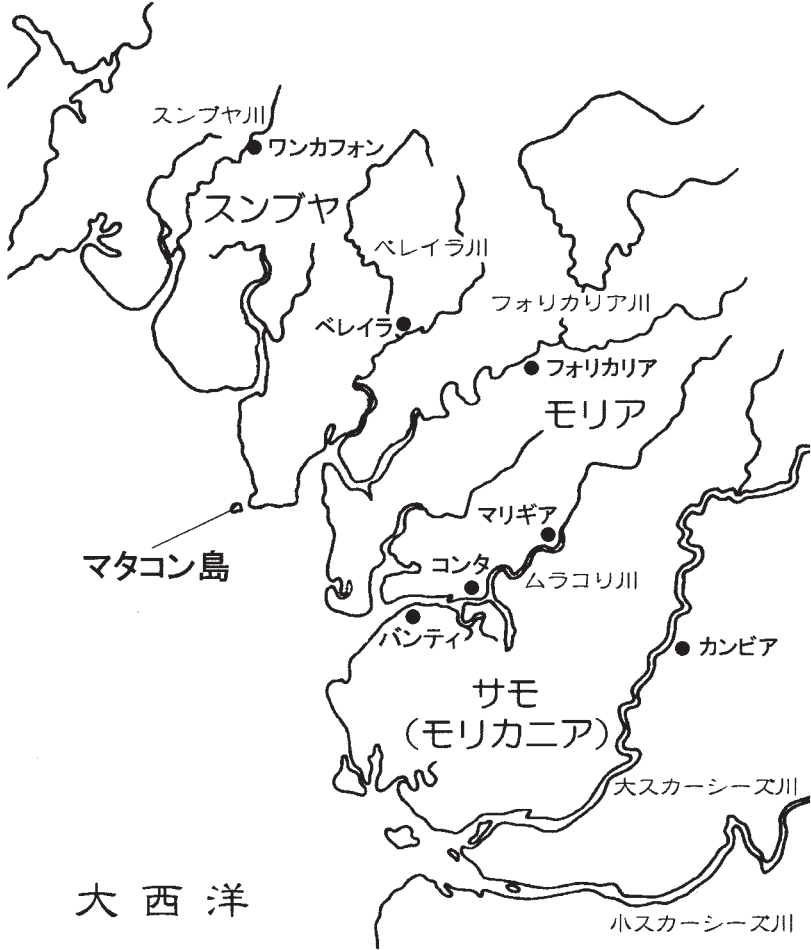 スンブヤ川
ワンカフォン
スンブヤ
ベレイラ川
フォリカリア川
ベレイラ
フォリカリア
モリア
マリギア
マタコン島
コンタ
ムラコリ川
バンティ
カンビア
サモ
（モリカニア）
大スカーシーズ川
大西洋
小スカーシーズ川